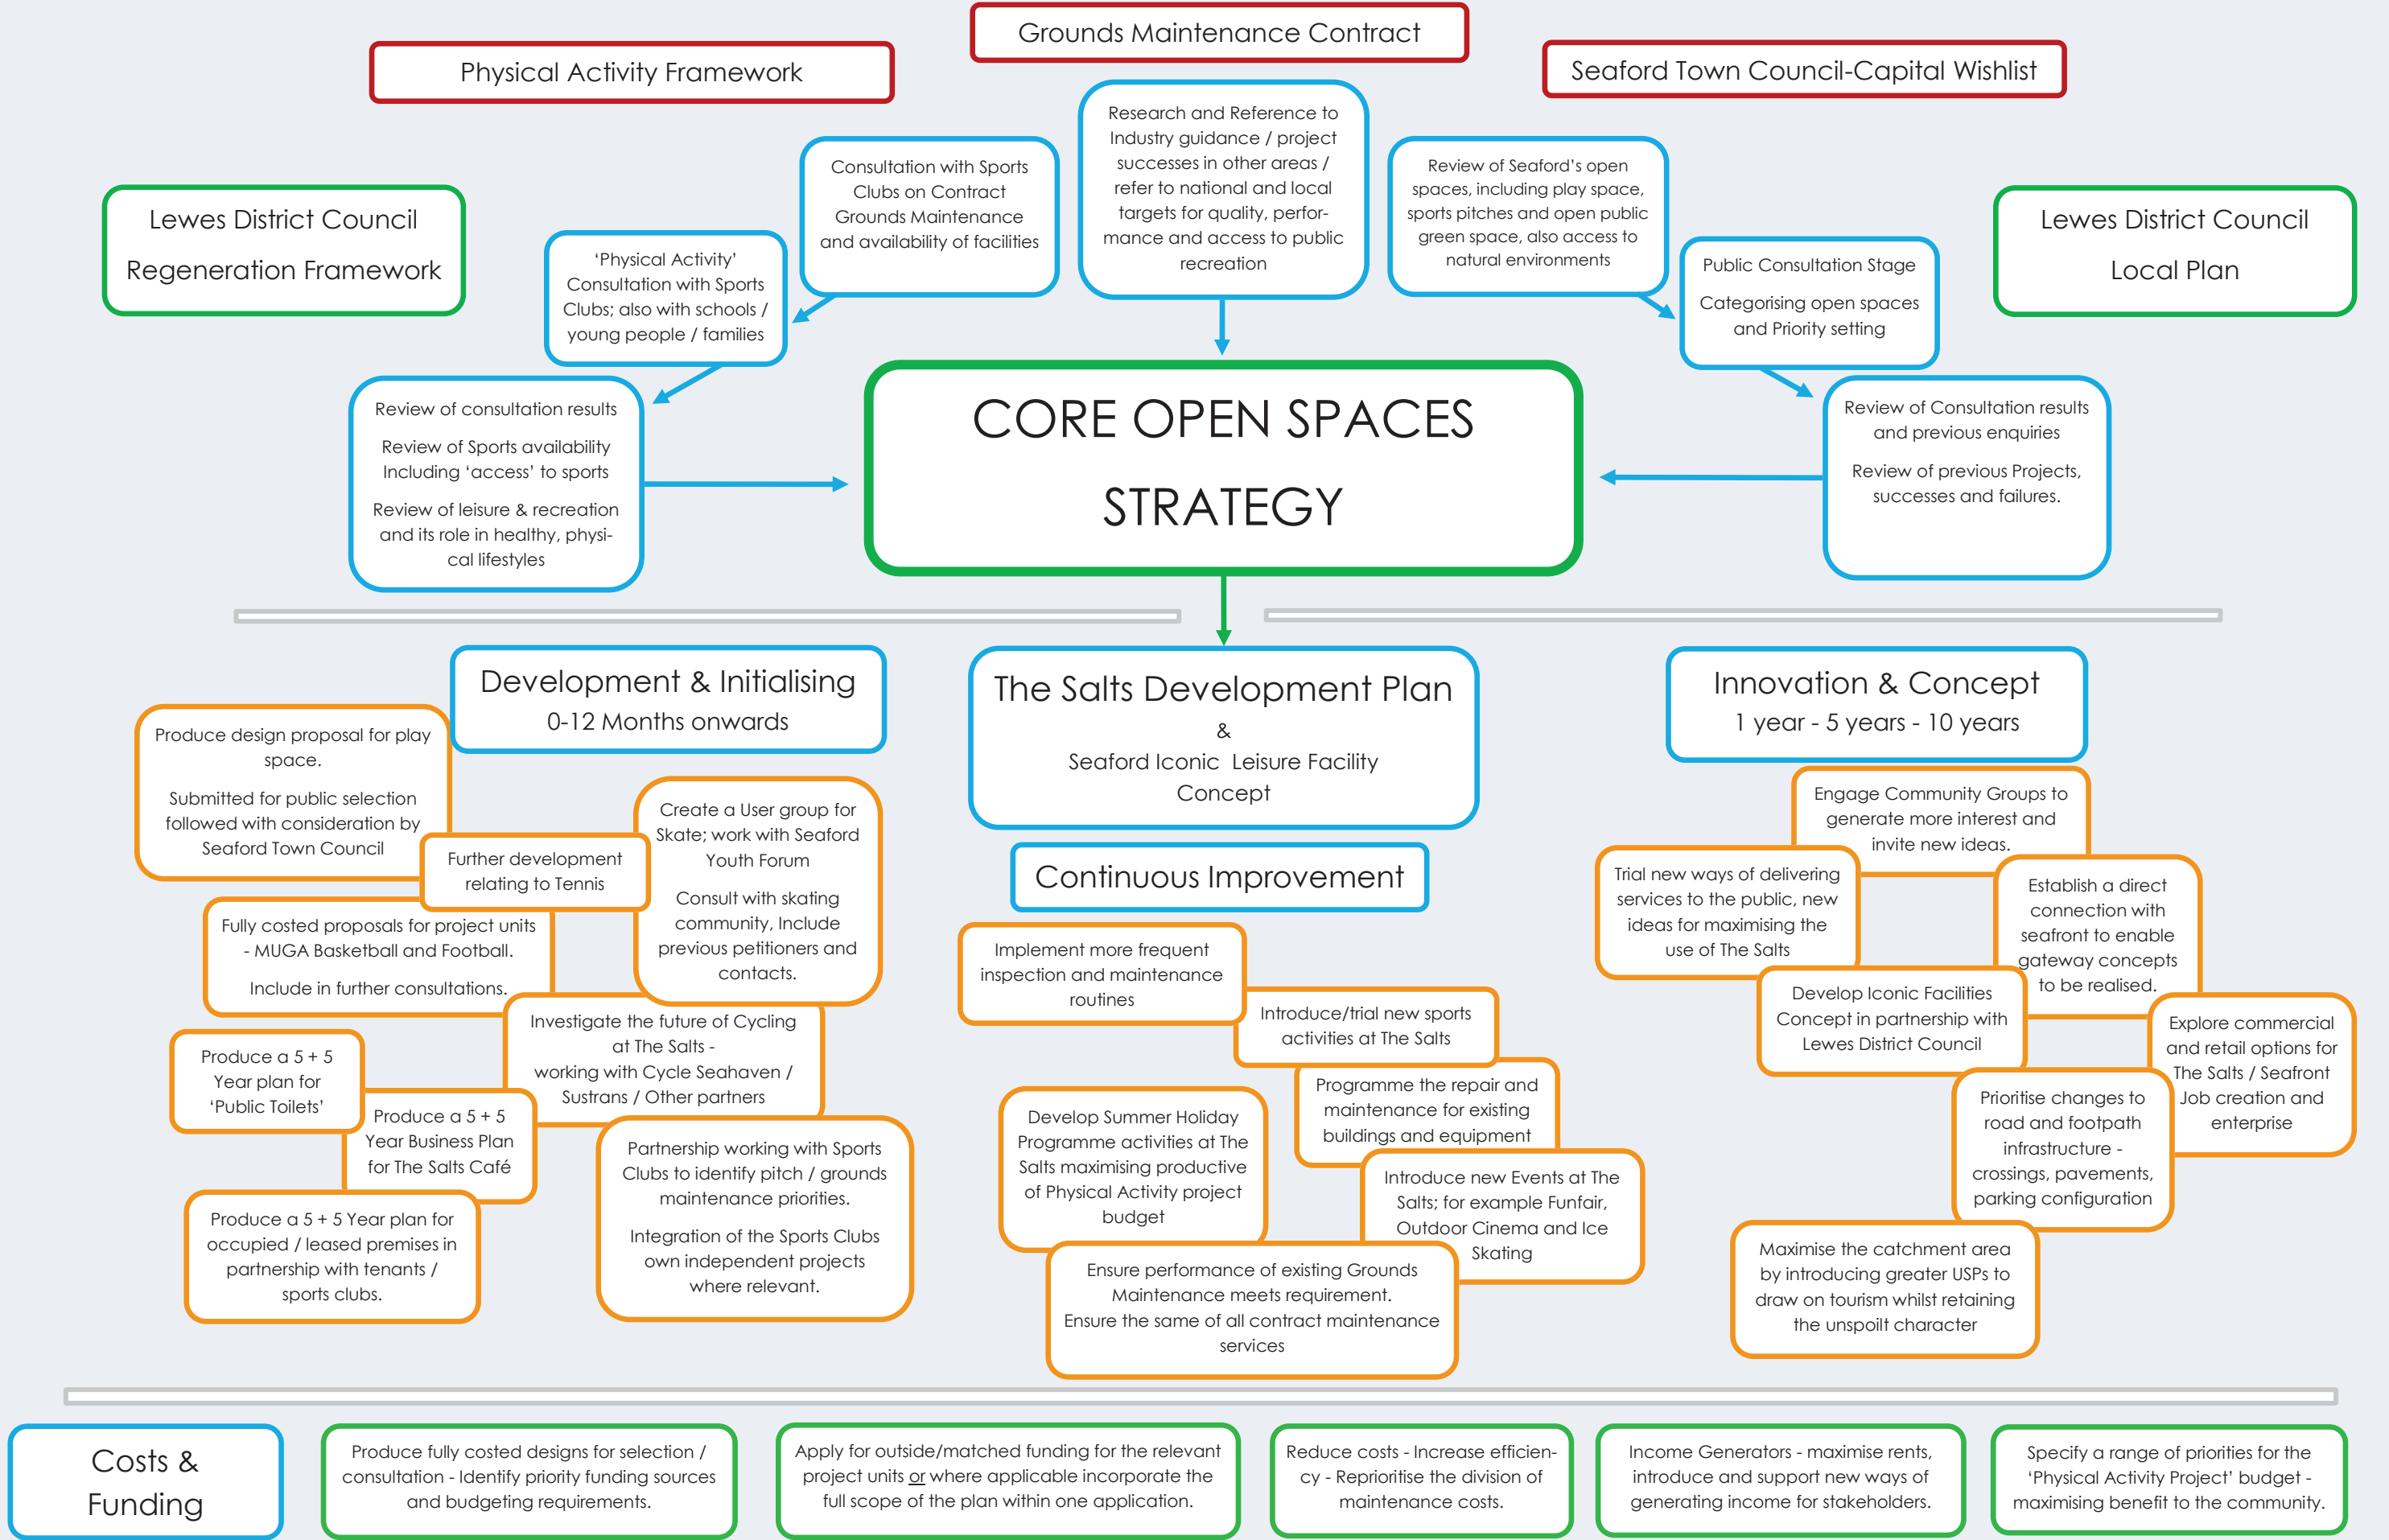 Grounds Maintenance Contract
Physical Activity Framework
Seaford Town Council-Capital Wishlist
Lewes District Council
Regeneration Framework
'Physical Activity'
Consultation with Sports
Clubs; also with schools /
young people / families
Consultation with Sports
Clubs on Contract
Grounds Maintenance
and availability of facilities
Research and Reference to
Industry guidance / project
successes in other areas /
refer to national and local
targets for quality, perfor-
mance and access to public
recreation
Review of Seaford's open
spaces, including play space,
sports pitches and open public
green space, also access to
natural environments
Public Consultation Stage
Categorising open spaces
and Priority setting
Lewes District Council
Local Plan
Review of consultation results
Review of Sports availability
Including 'access' to sports
Review of leisure & recreation
and its role in healthy, physi-
cal lifestyles
CORE OPEN SPACES
STRATEGY
Review of Consultation results
and previous enquiries
Review of previous Projects,
successes and failures.
Development & Initialising
0-12 Months onwards
Produce design proposal for play
space.
Submitted for public selection
followed with consideration by
Seaford Town Council
Further development
relating to Tennis
Create a User group for
Skate; work with Seaford
Youth Forum
Consult with skating
community, Include
previous petitioners and
contacts.
Fully costed proposals for project units
- MUGA Basketball and Football.
Include in further consultations.
Investigate the future of Cycling
at The Salts -
working with Cycle Seahaven /
Sustrans / Other partners
Produce a 5 + 5
Year plan for
'Public Toilets'
Produce a 5 + 5
Year Business Plan
for The Salts Café
Produce a 5 + 5 Year plan for
occupied / leased premises in
partnership with tenants /
sports clubs.
Partnership working with Sports
Clubs to identify pitch / grounds
maintenance priorities.
Integration of the Sports Clubs
own independent projects
where relevant.
The Salts Development Plan
&
Seaford Iconic Leisure Facility
Concept
Continuous Improvement
Implement more frequent
inspection and maintenance
routines
Introduce/trial new sports
activities at The Salts
Programme the repair and
maintenance for existing
buildings and equipment
Develop Summer Holiday
Programme activities at The
Salts maximising productive
of Physical Activity project
budget
Introduce new Events at The
Salts; for example Funfair,
Outdoor Cinema and Ice
Skating
Ensure performance of existing Grounds
Maintenance meets requirement.
Ensure the same of all contract maintenance
services
Innovation & Concept
1 year - 5 years - 10 years
Engage Community Groups to
generate more interest and
invite new ideas.
Trial new ways of delivering
services to the public, new
ideas for maximising the
use of The Salts
Establish a direct
connection with
seafront to enable
gateway concepts
to be realised.
Develop Iconic Facilities
Concept in partnership with
Lewes District Council
Explore commercial
and retail options for
The Salts / Seafront
Job creation and
enterprise
Prioritise changes to
road and footpath
infrastructure -
crossings, pavements,
parking configuration
Maximise the catchment area
by introducing greater USPs to
draw on tourism whilst retaining
the unspoilt character
Costs &
Funding
Produce fully costed designs for selection /
consultation - Identify priority funding sources
and budgeting requirements.
Apply for outside/matched funding for the relevant
project units or where applicable incorporate the
full scope of the plan within one application.
Reduce costs - Increase efficien-
cy - Reprioritise the division of
maintenance costs.
Income Generators - maximise rents,
introduce and support new ways of
generating income for stakeholders.
Specify a range of priorities for the
'Physical Activity Project' budget -
maximising benefit to the community.